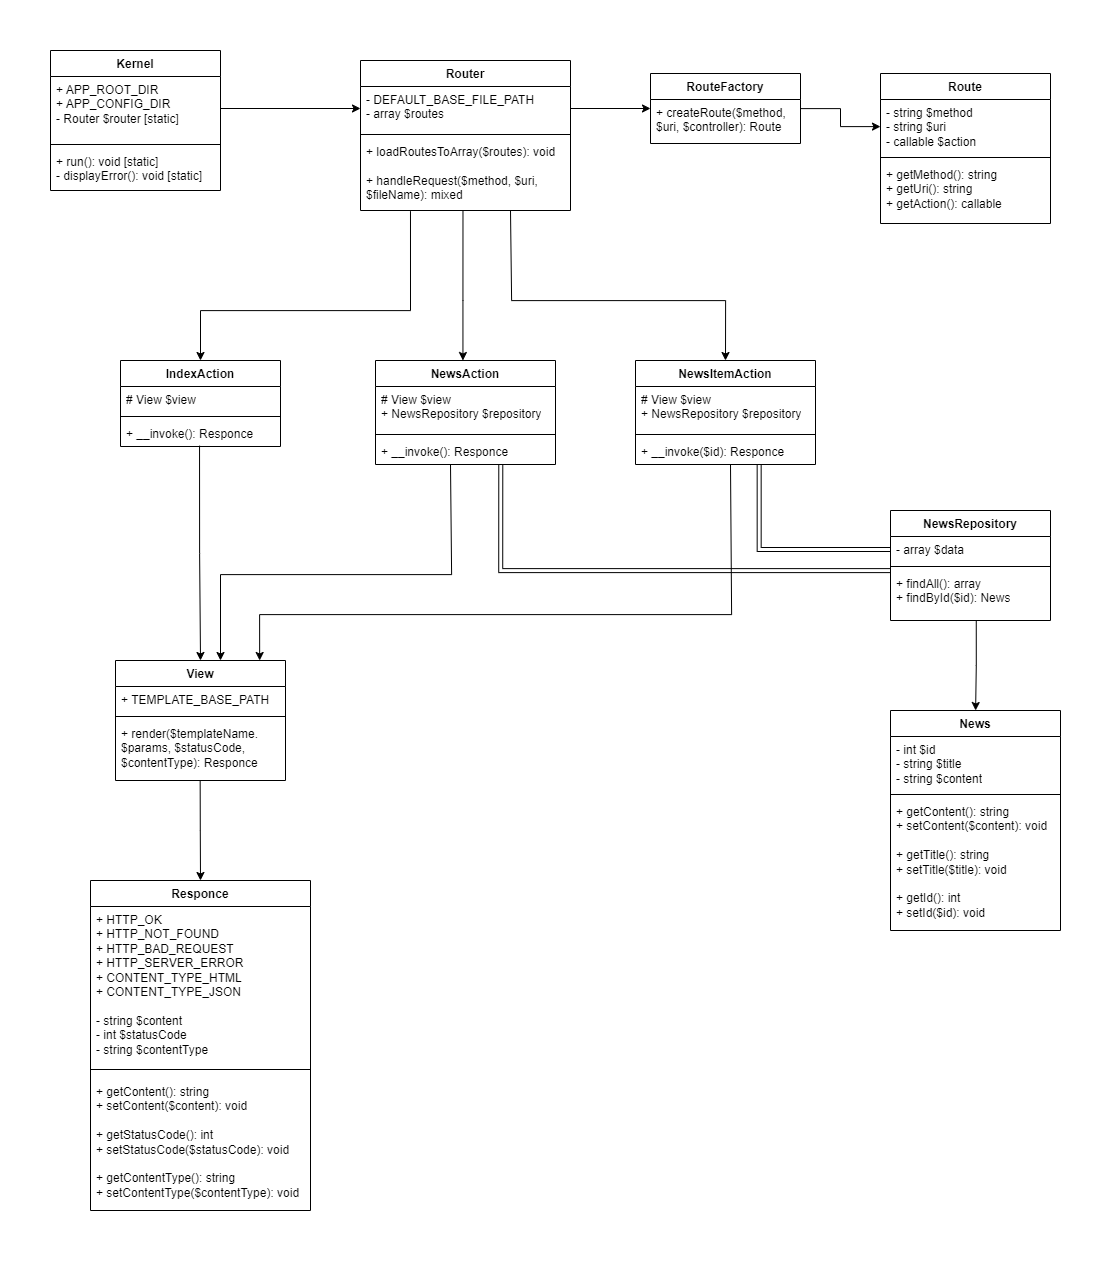 Kernel
+ APP_ROOT_DIR
+ APP_CONFIG_DIR
- Router $router [static]
+ run(): void [static]
- displayError(): void [static]
Router
- DEFAULT_BASE_FILE_PATH
- array $routes
+ loadRoutesToArray($routes): void
+ handleRequest($method, $uri,
$fileName): mixed
RouteFactory
+ createRoute($method,
$uri, $controller): Route
Route
- string $method
- string $uri
- callable $action
+ getMethod(): string
+ getUri(): string
+ getAction(): callable
IndexAction
# View $view
+ __invoke(): Responce
NewsAction
# View $view
+ NewsRepository $repository
+ __invoke(): Responce
NewsItemAction
# View $view
+ NewsRepository $repository
+ __invoke($id): Responce
NewsRepository
- array $data
+ findAll(): array
+ findById($id): News
View
+ TEMPLATE_BASE_PATH
+ render($templateName.
$params, $statusCode,
$contentType): Responce
News
- int $id
- string $title
- string $content
+ getContent(): string
+ setContent($content): void
+ getTitle(): string
+ setTitle($title): void
+ getId(): int
+ setId($id): void
Responce
+ HTTP_OK
+ HTTP_NOT_FOUND
+ HTTP_BAD_REQUEST
+ HTTP_SERVER_ERROR
+ CONTENT_TYPE_HTML
+ CONTENT_TYPE_JSON
- string $content
- int $statusCode
- string $contentType
+ getContent(): string
+ setContent($content): void
+ getStatusCode(): int
+ setStatusCode($statusCode): void
+ getContentType(): string
+ setContentType($contentType): void